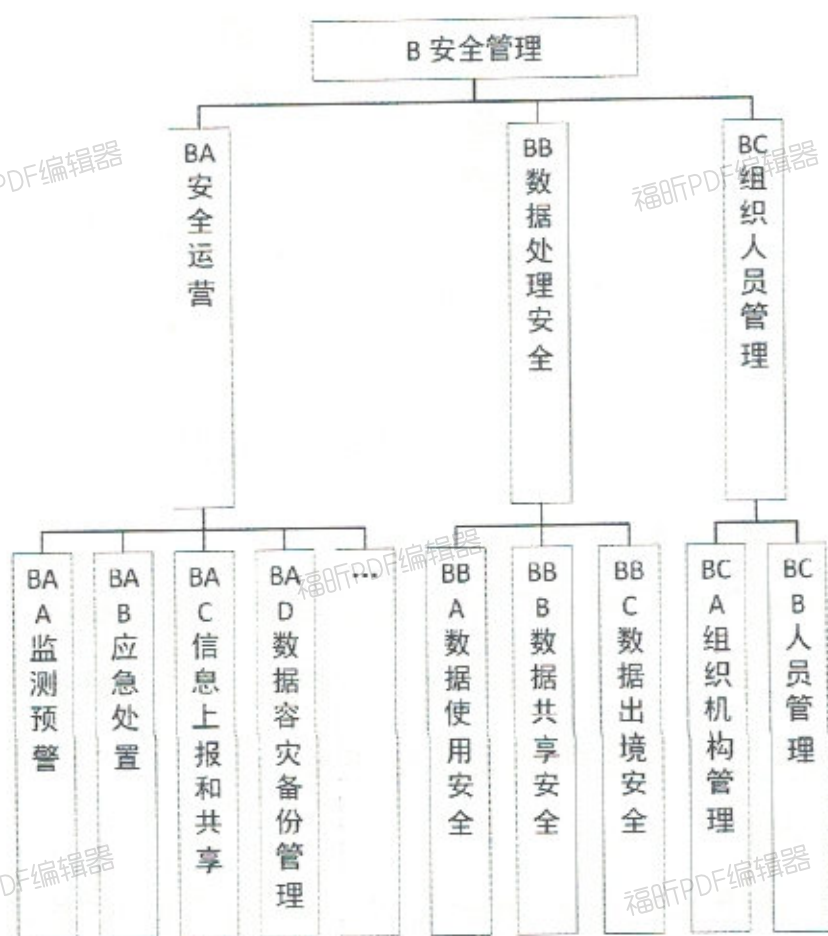 B 安全管理
BA安全运营
BB数据处理安全
BC组织人员管理
BAA监测预警
BAB应急处置
BAC信息上报和共享
BAD数据容灾备份管理
...
BBA数据使用安全
BBB数据共享安全
BBC数据出境安全
BCA组织机构管理
BCB人员管理
PDF编辑器
福昕PDF编辑器
福昕PDF编辑器
PDF编辑器
福昕PDF编辑器